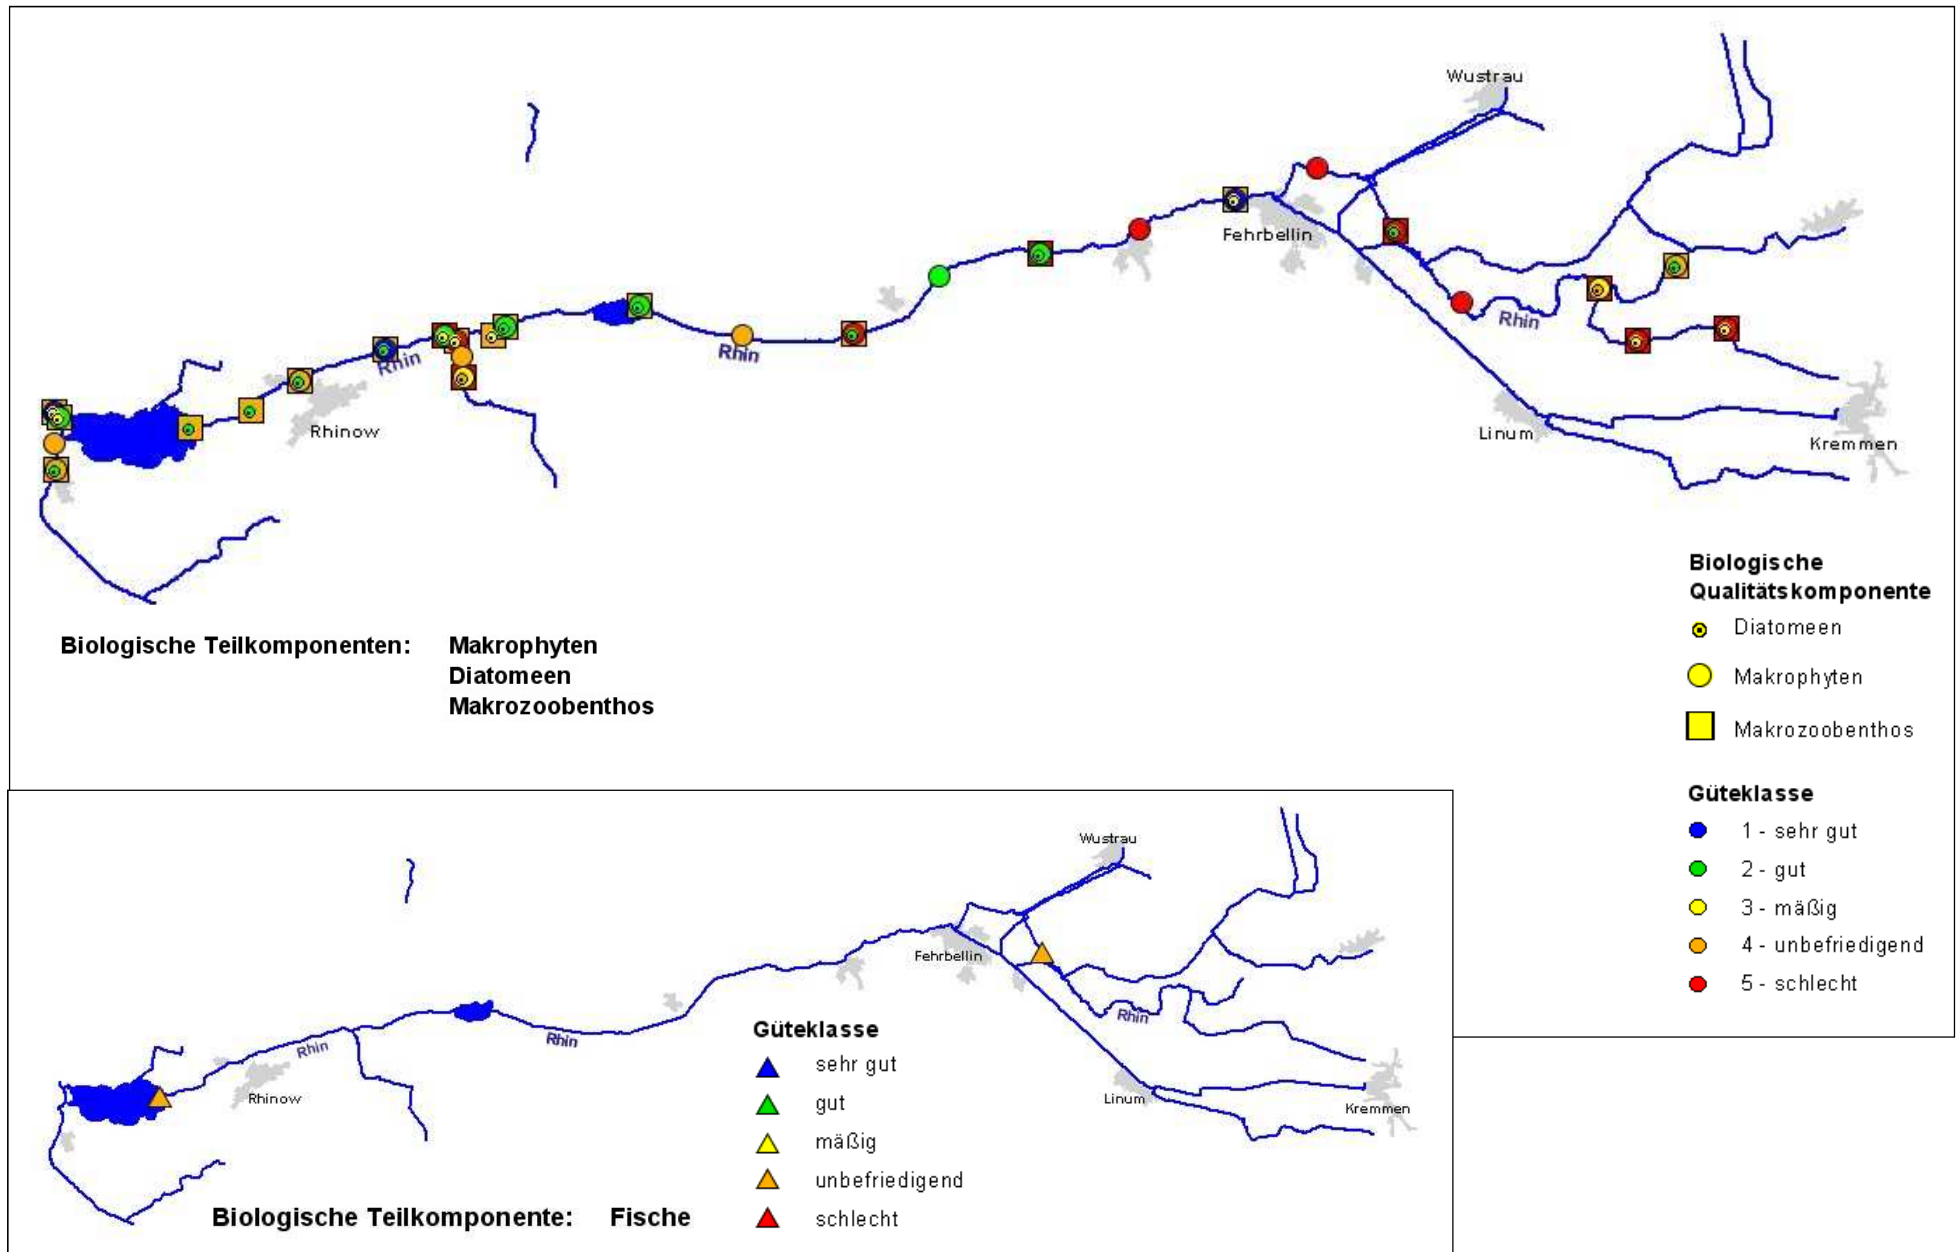 Wustrau
Fehrbellin
Rhin
Rhin
Rhin
Rhinow
Linum
Kremmen
Biologische Teilkomponenten: Makrophyten
Diatomeen
Makrozoobenthos
Biologische
Qualitätskomponente
Diatomeen
Makrophyten
Makrozoobenthos
Güteklasse
1 - sehr gut
2 - gut
3 - mäßig
4 - unbefriedigend
5 - schlecht
Wustrau
Fehrbellin
Rhin
Rhin
Rhin
Rhinow
Linum
Kremmen
Güteklasse
sehr gut
gut
mäßig
unbefriedigend
schlecht
Biologische Teilkomponente: Fische